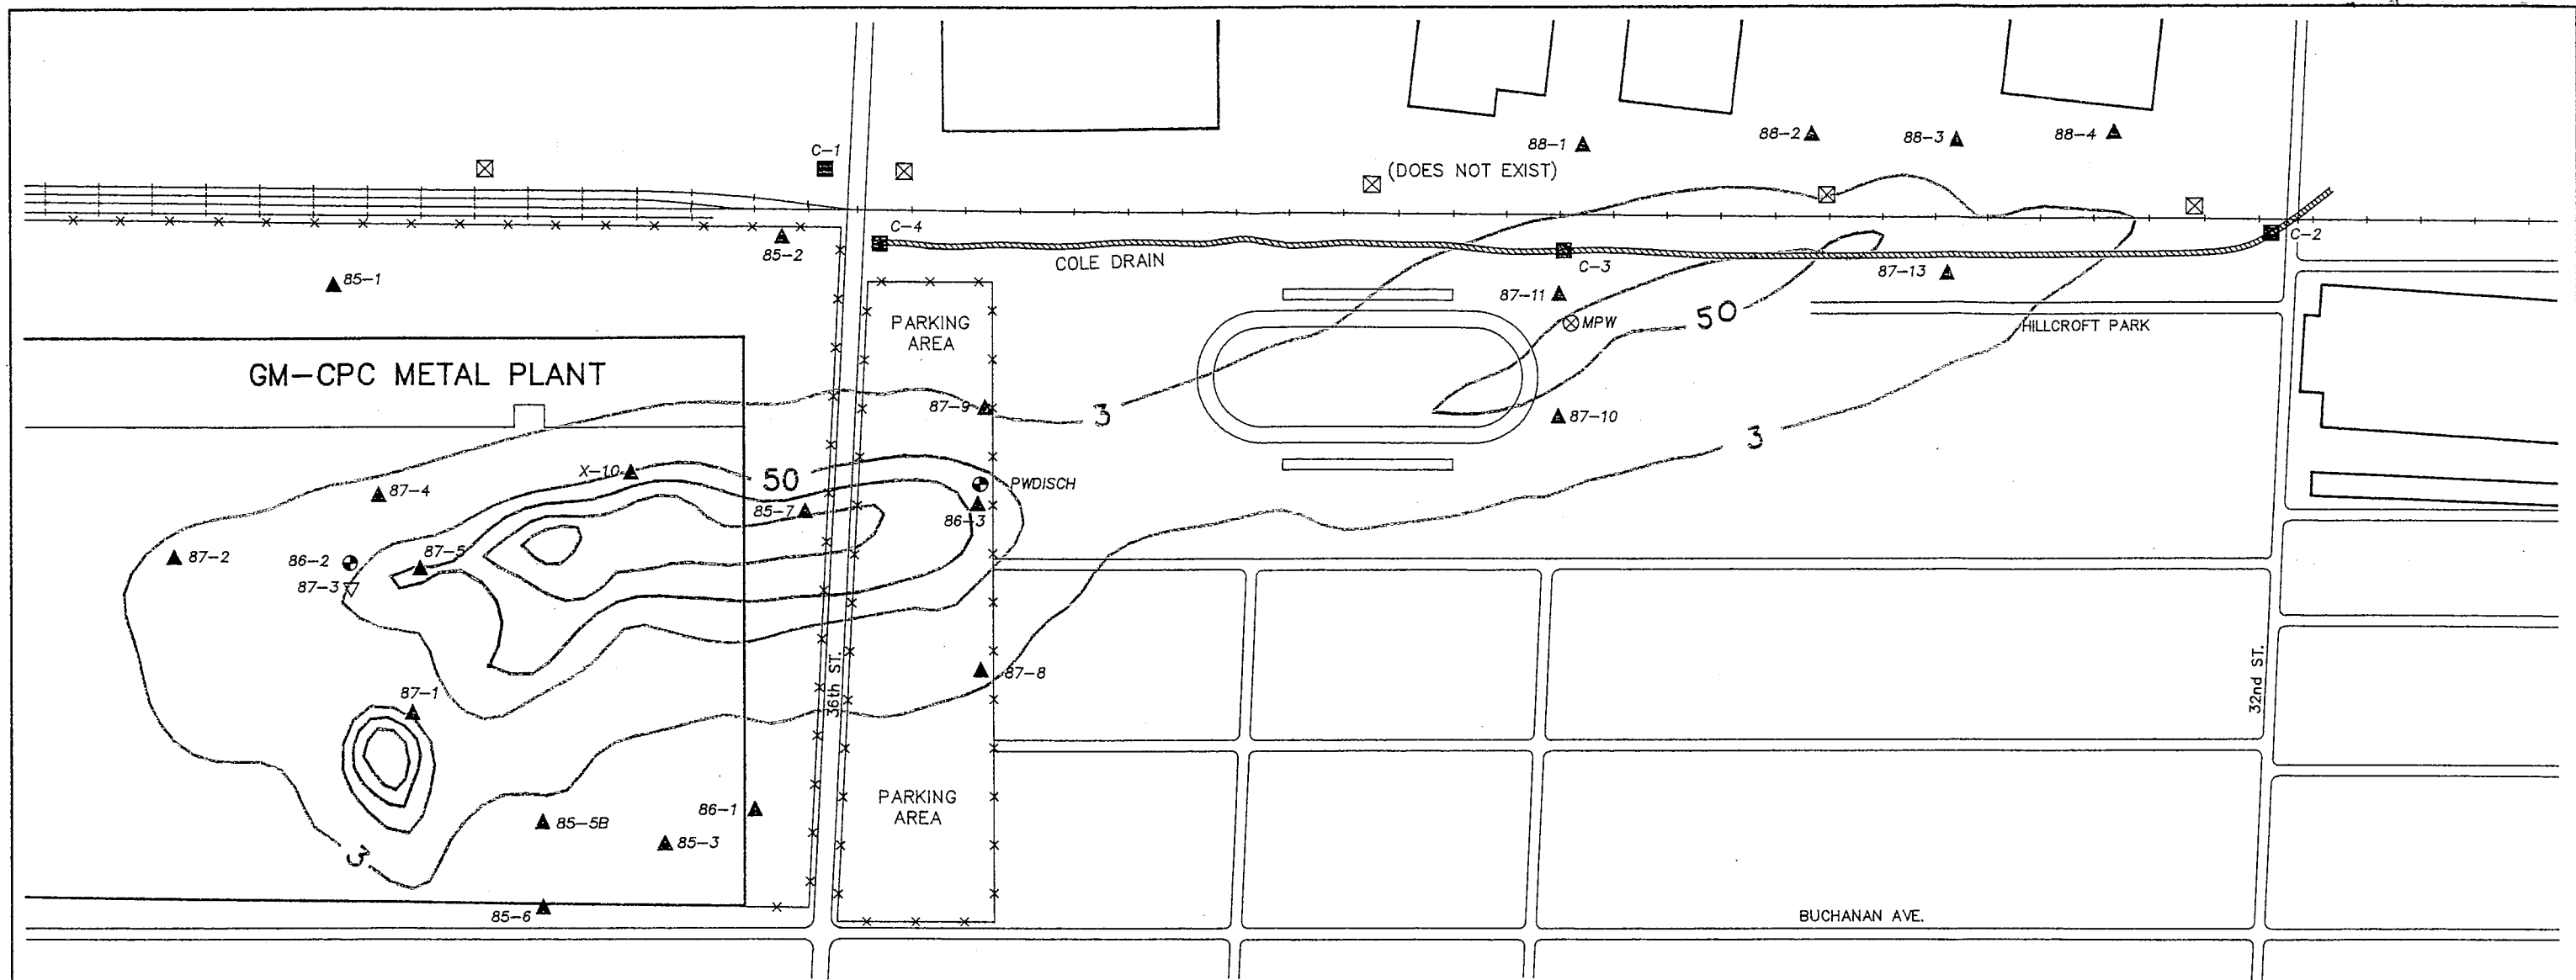 88-1
88-2
88-3
88-4
C-1
(DOES NOT EXIST)
C-4
C-2
85-2
COLE DRAIN
C-3
87-13
85-1
87-11
MPW
50
HILLCROFT PARK
PARKING
AREA
GM-CPC METAL PLANT
87-9
3
87-10
3
X-10
50
87-4
PWDISCH
85-7
86-3
87-2
86-2
87-5
87-3
36th ST.
87-8
32nd ST.
87-1
PARKING
AREA
86-1
85-5B
85-3
3
85-6
BUCHANAN AVE.